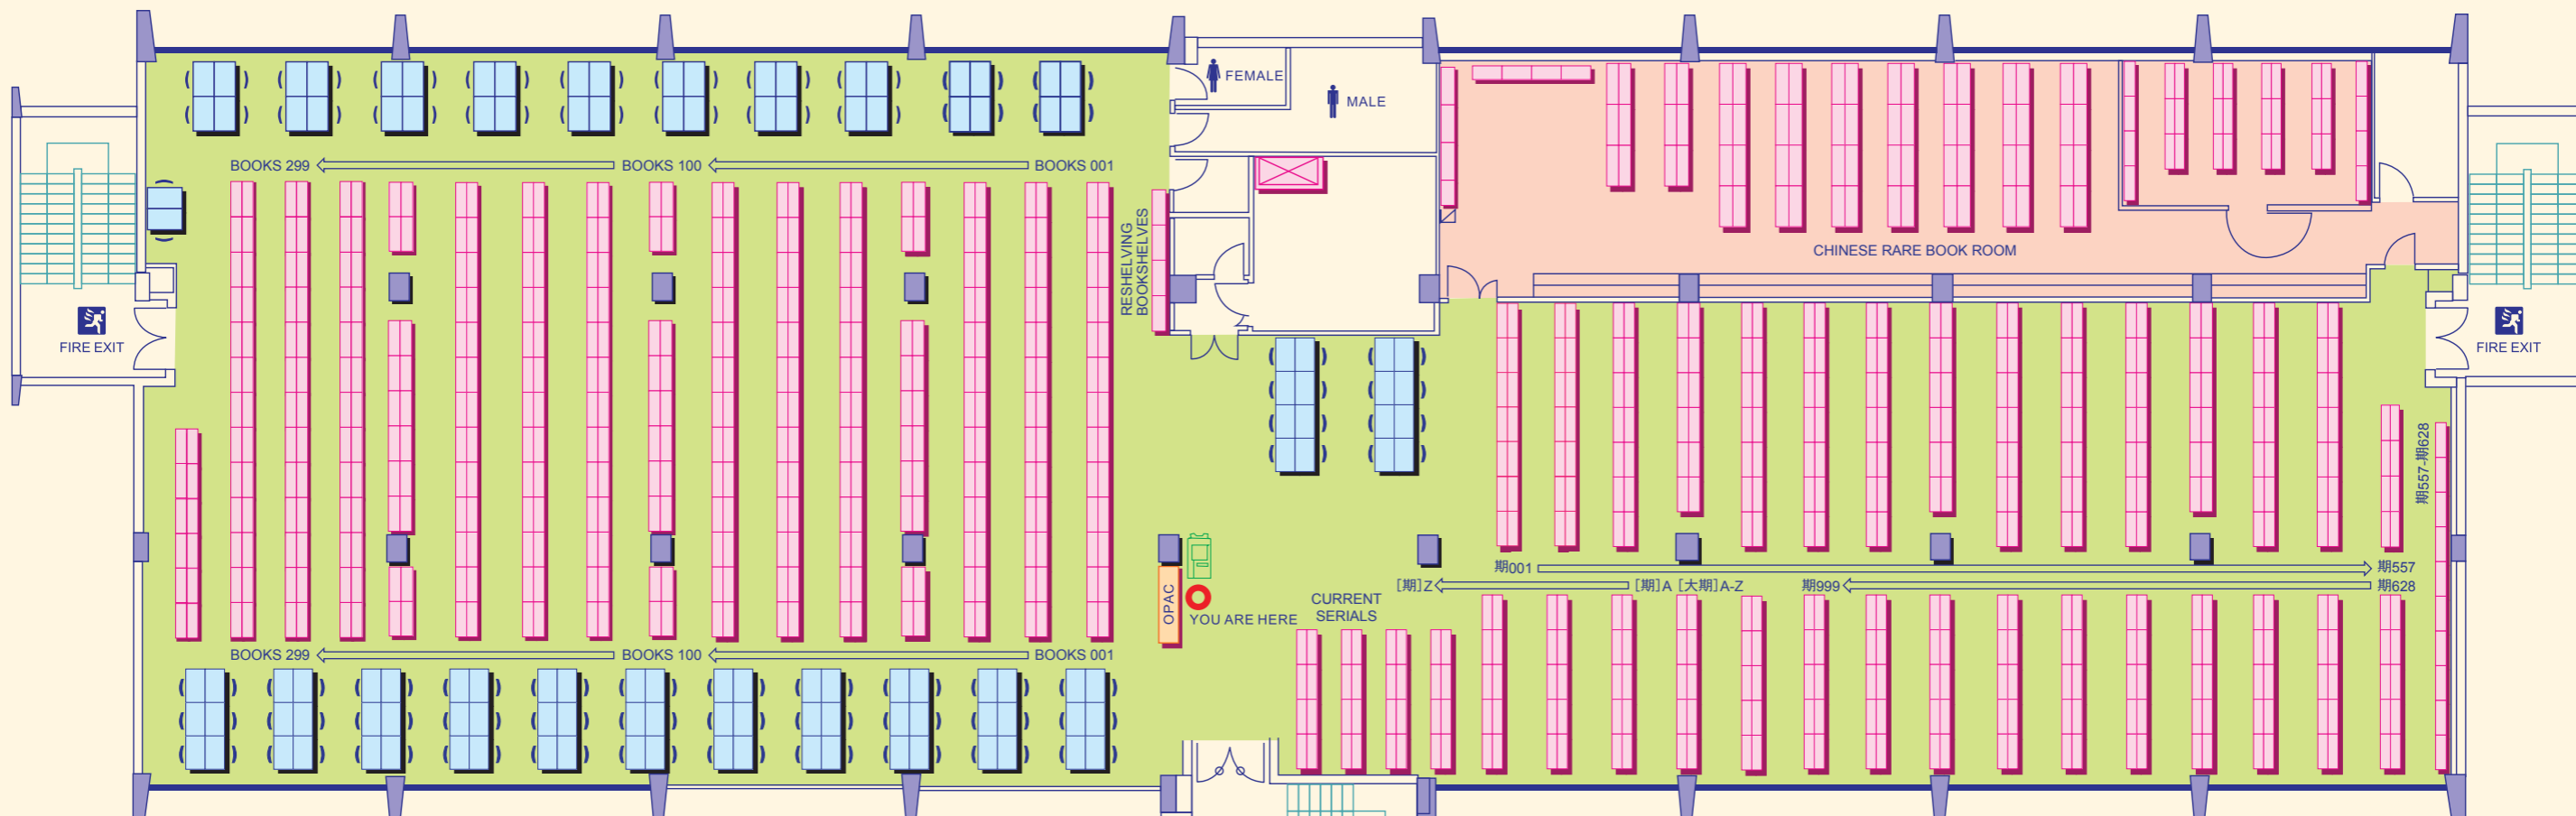 FEMALE
MALE
BOOKS 299
BOOKS 100
BOOKS 001
RESHELVING
BOOKSHELVES
CHINESE RARE BOOK ROOM
FIRE EXIT
FIRE EXIT
期557-期628
期001
期557
[期]Z
[期]A [大期]A-Z
期999
期628
OPAC
YOU ARE HERE
CURRENT
SERIALS
BOOKS 299
BOOKS 100
BOOKS 001